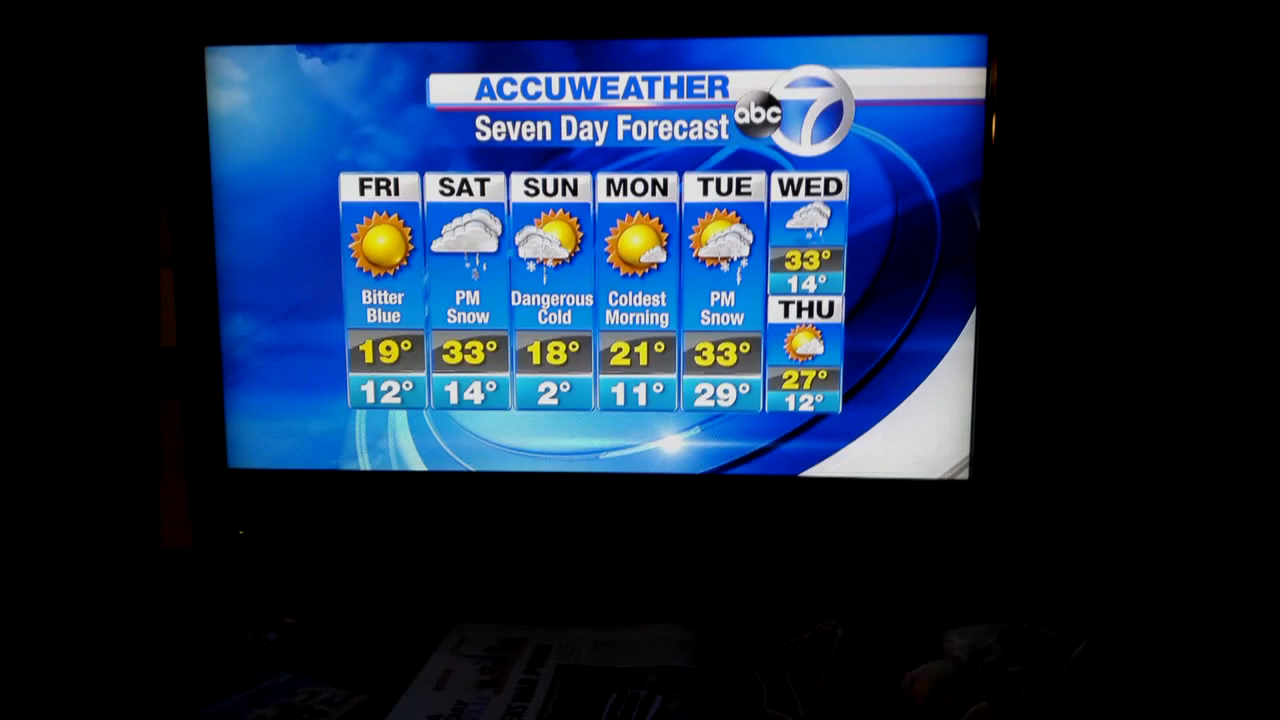 ACCUWEATHER
Seven Day Forecast
abc 7
FRI
Bitter
Blue
19°
12°
SAT
PM
Snow
33°
14°
SUN
Dangerous
Cold
18°
2°
MON
Coldest
Morning
21°
11°
TUE
PM
Snow
33°
29°
WED
33°
14°
THU
27°
12°